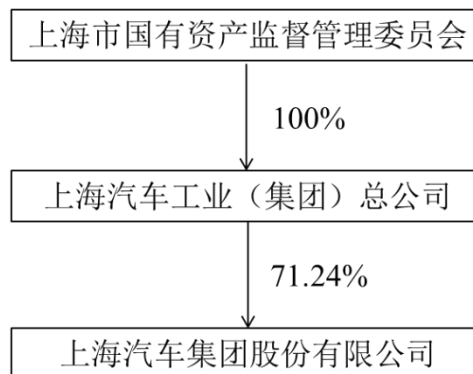 上海市国有资产监督管理委员会
100%
上海汽车工业（集团）总公司
71.24%
上海汽车集团股份有限公司